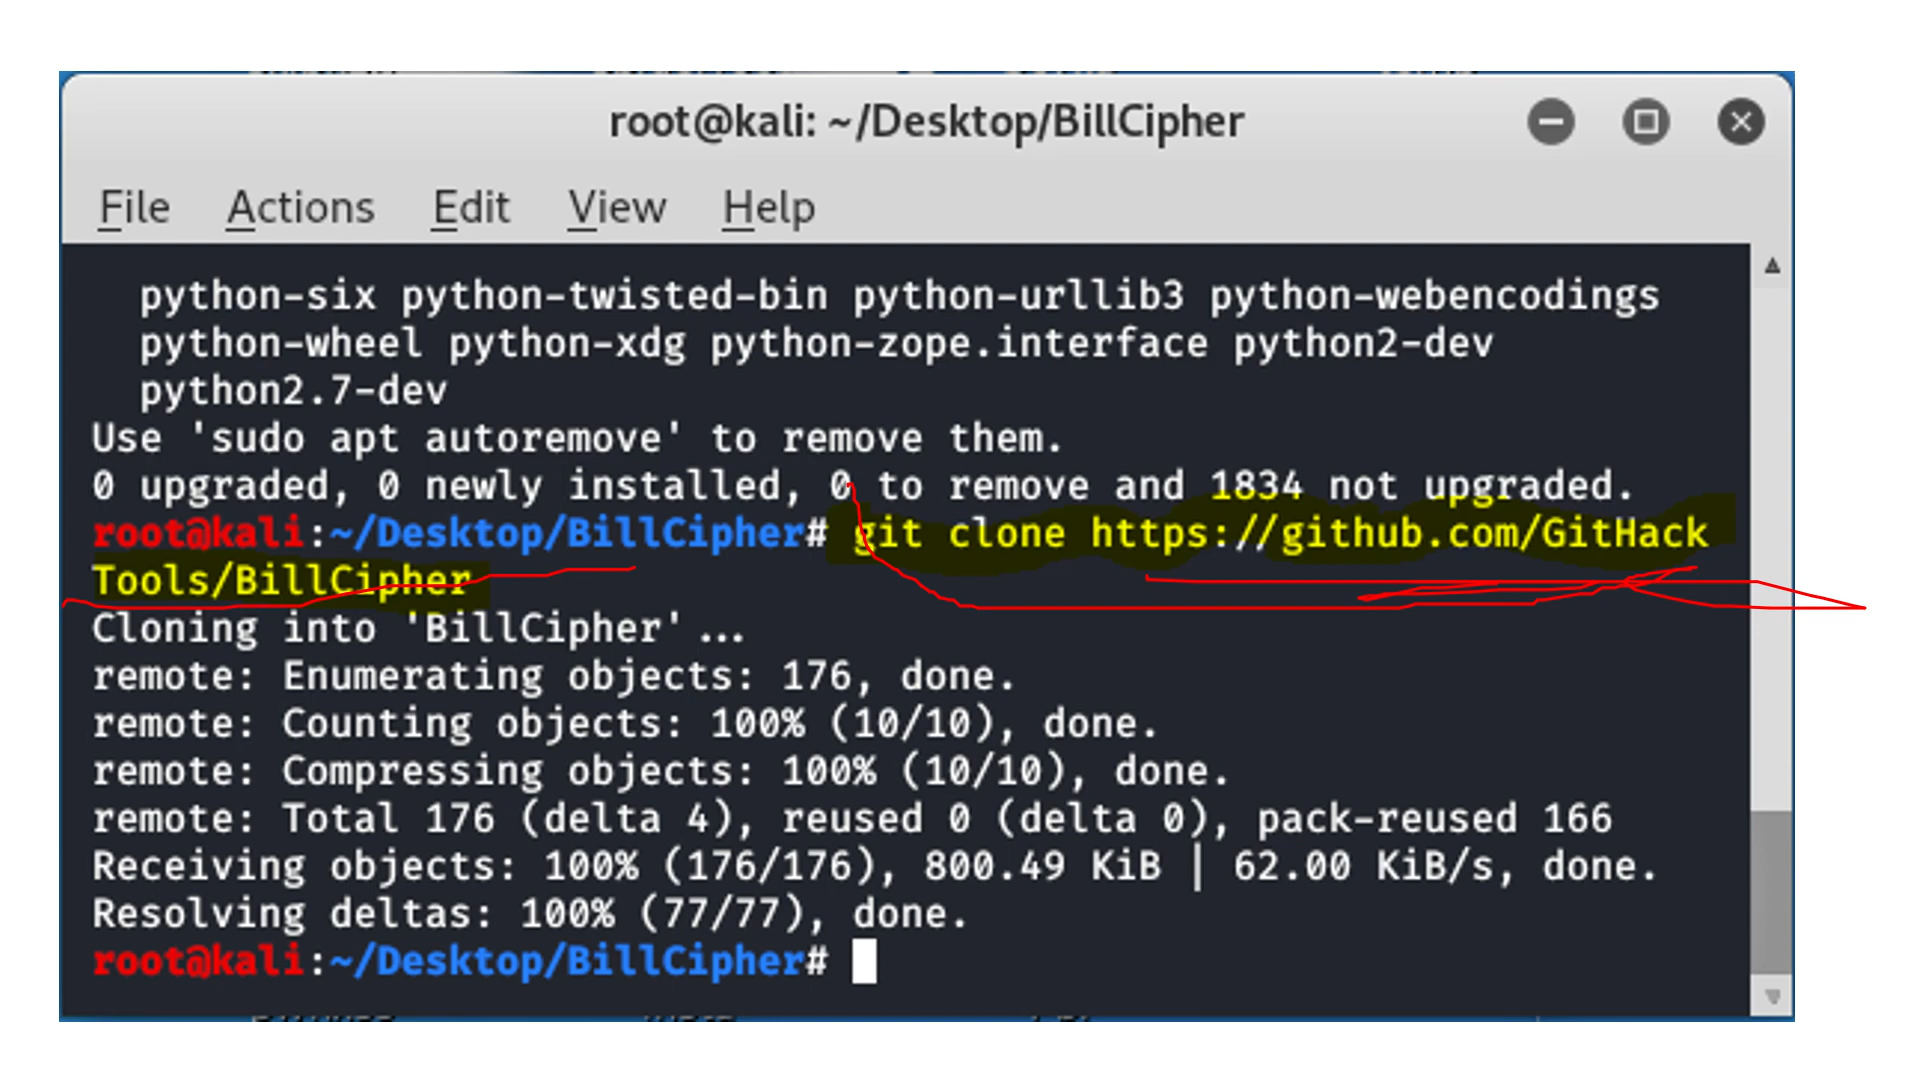 root@kali: ~/Desktop/BillCipher
File Actions Edit View Help
python-six python-twisted-bin python-urllib3 python-webencodings
python-wheel python-xdg python-zope.interface python2-dev
python2.7-dev
Use 'sudo apt autoremove' to remove them.
0 upgraded, 0 newly installed, 0 to remove and 1834 not upgraded.
root@kali:~/Desktop/BillCipher# git clone https://github.com/GitHack
Tools/BillCipher
Cloning into 'BillCipher'...
remote: Enumerating objects: 176, done.
remote: Counting objects: 100% (10/10), done.
remote: Compressing objects: 100% (10/10), done.
remote: Total 176 (delta 4), reused 0 (delta 0), pack-reused 166
Receiving objects: 100% (176/176), 800.49 KiB | 62.00 KiB/s, done.
Resolving deltas: 100% (77/77), done.
root@kali:~/Desktop/BillCipher#